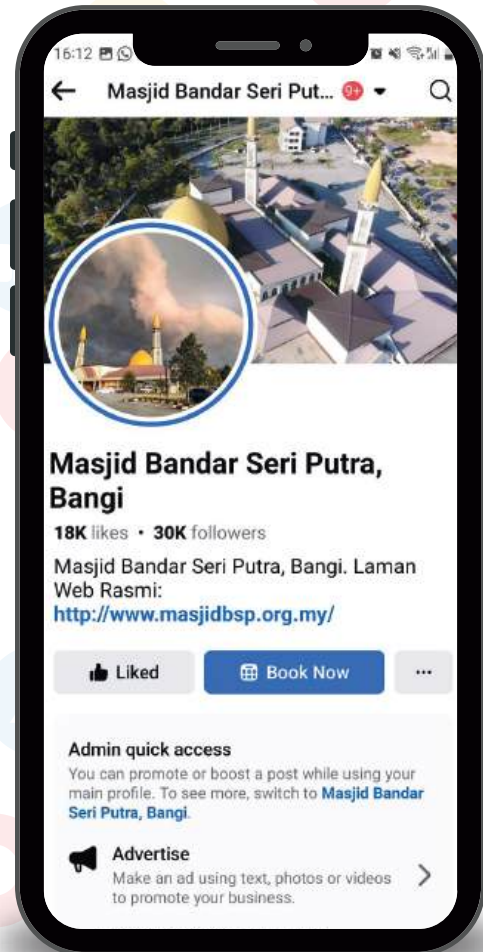 16:12
Masjid Bandar Seri Put... 9+
Masjid Bandar Seri Putra,
Bangi
18K likes • 30K followers
Masjid Bandar Seri Putra, Bangi. Laman
Web Rasmi:
http://www.masjidbsp.org.my/
Liked
Book Now
...
Admin quick access
You can promote or boost a post while using your
main profile. To see more, switch to Masjid Bandar
Seri Putra, Bangi.
Advertise
Make an ad using text, photos or videos
to promote your business.